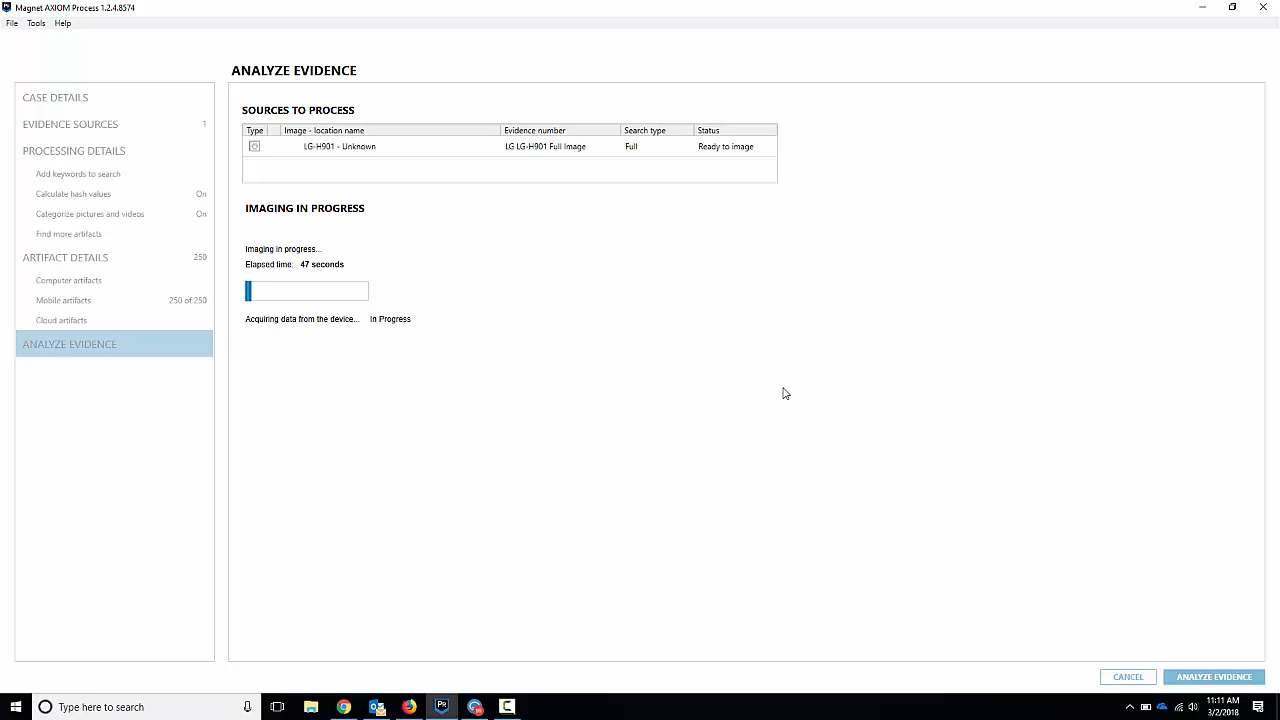 Magnet AXIOM Process 1.2.4.8574
File Tools Help
ANALYZE EVIDENCE
CASE DETAILS
EVIDENCE SOURCES 1
PROCESSING DETAILS
Add keywords to search
Calculate hash values On
Categorize pictures and videos On
Find more artifacts
ARTIFACT DETAILS 250
Computer artifacts
Mobile artifacts 250 of 250
Cloud artifacts
ANALYZE EVIDENCE
SOURCES TO PROCESS
Type Image - location name Evidence number Search type Status
LG-H901 - Unknown LG LG-H901 Full Image Full Ready to image
IMAGING IN PROGRESS
Imaging in progress...
Elapsed time: 47 seconds
Acquiring data from the device... In Progress
CANCEL ANALYZE EVIDENCE
Type here to search
11:11 AM
3/2/2018